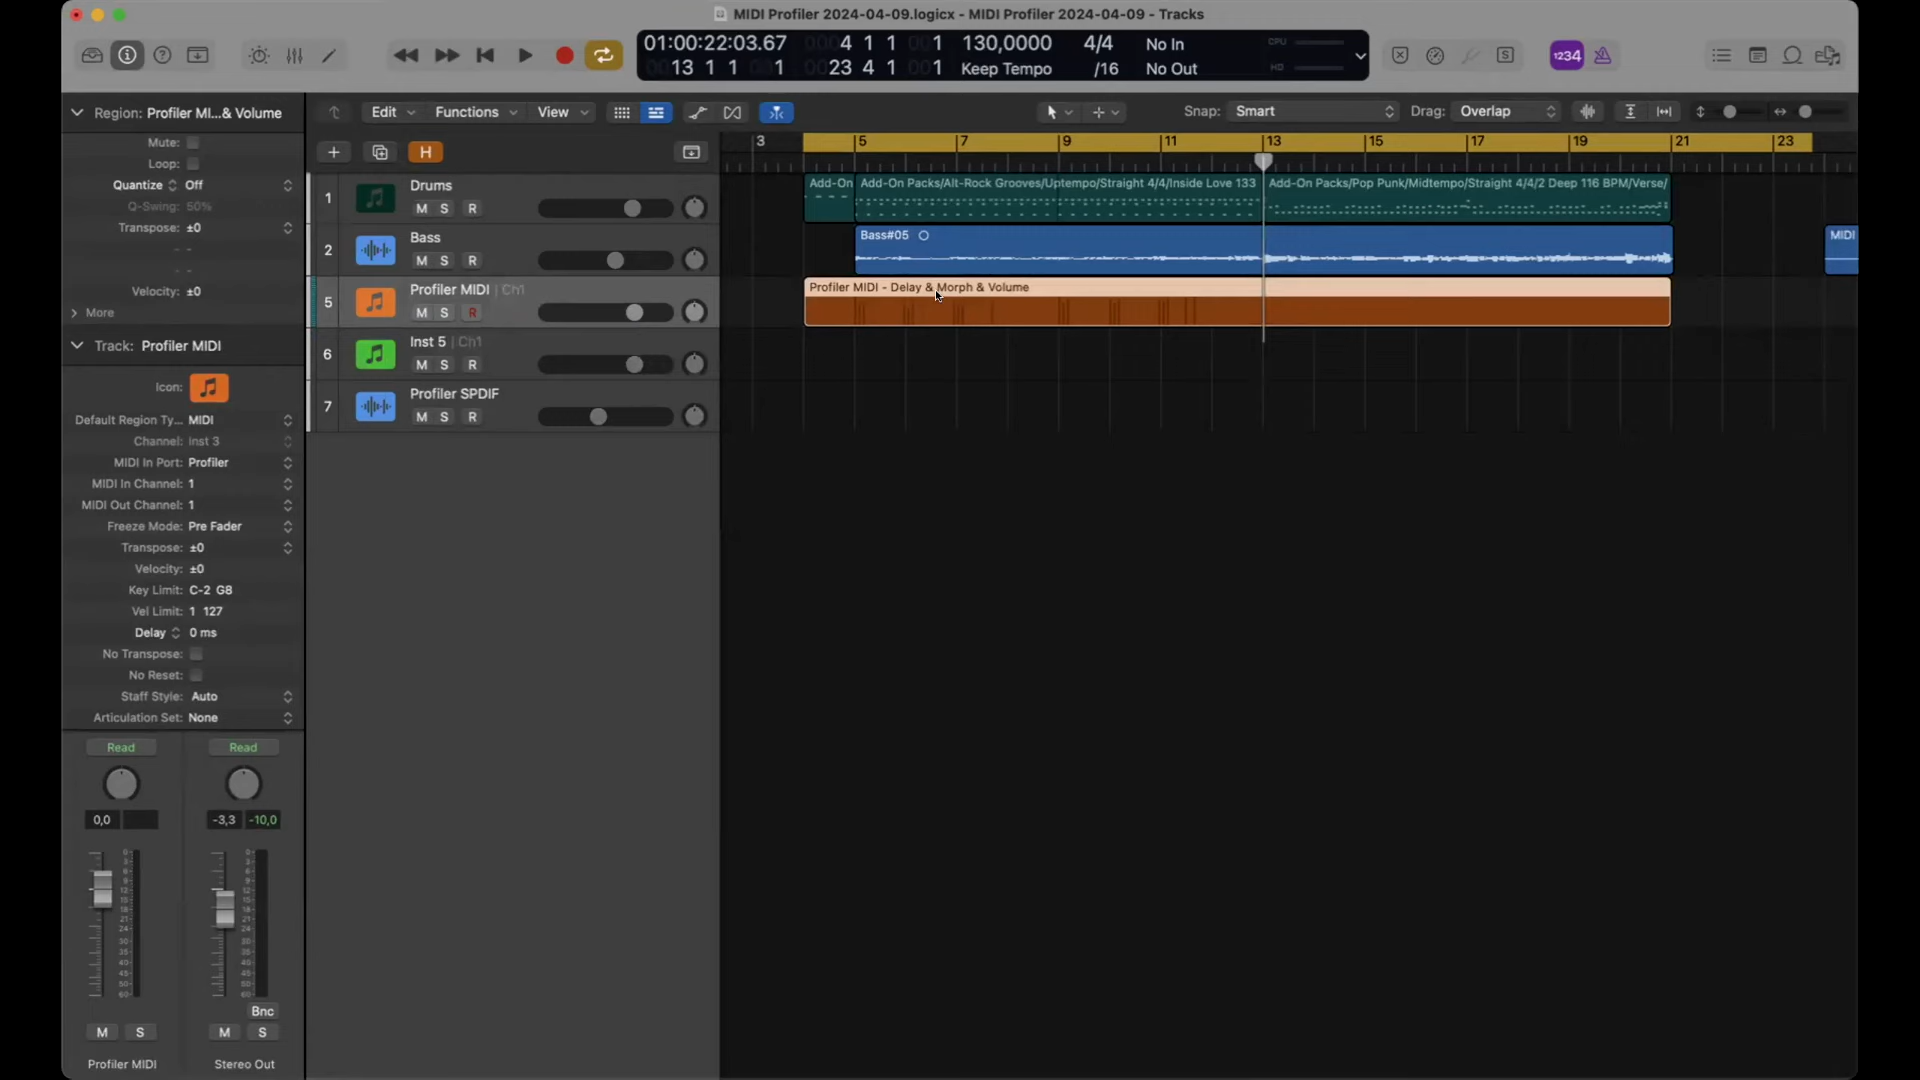 MIDI Profiler 2024-04-09.logicx - MIDI Profiler 2024-04-09 - Tracks
01:00:22:03.67 0004 1 1 001 130,0000 4/4 No In CPU
0013 1 1 001 0023 4 1 001 Keep Tempo /16 No Out HD
S 1234
Region: Profiler MI...& Volume Edit Functions View Snap: Smart Drag: Overlap
Mute:
Loop:
Quantize Off
Q-Swing: 50%
Transpose: ±0
Velocity: ±0
More
Track: Profiler MIDI
Icon:
Default Region Ty... MIDI
Channel: Inst 3
MIDI In Port: Profiler
MIDI In Channel: 1
MIDI Out Channel: 1
Freeze Mode: Pre Fader
Transpose: ±0
Velocity: ±0
Key Limit: C-2 G8
Vel Limit: 1 127
Delay 0 ms
No Transpose:
No Reset:
Staff Style: Auto
Articulation Set: None
Read Read
0,0 -3,3 -10,0
Bnc
M S M S
Profiler MIDI Stereo Out
H 3 5 7 9 11 13 15 17 19 21 23
1 Drums
M S R
Add-On Add-On Packs/Alt-Rock Grooves/Uptempo/Straight 4/4/Inside Love 133 Add-On Packs/Pop Punk/Midtempo/Straight 4/4/2 Deep 116 BPM/Verse/
2 Bass
M S R
Bass#05 MIDI
5 Profiler MIDI | Ch1
M S R
Profiler MIDI - Delay & Morph & Volume
6 Inst 5 | Ch1
M S R
7 Profiler SPDIF
M S R